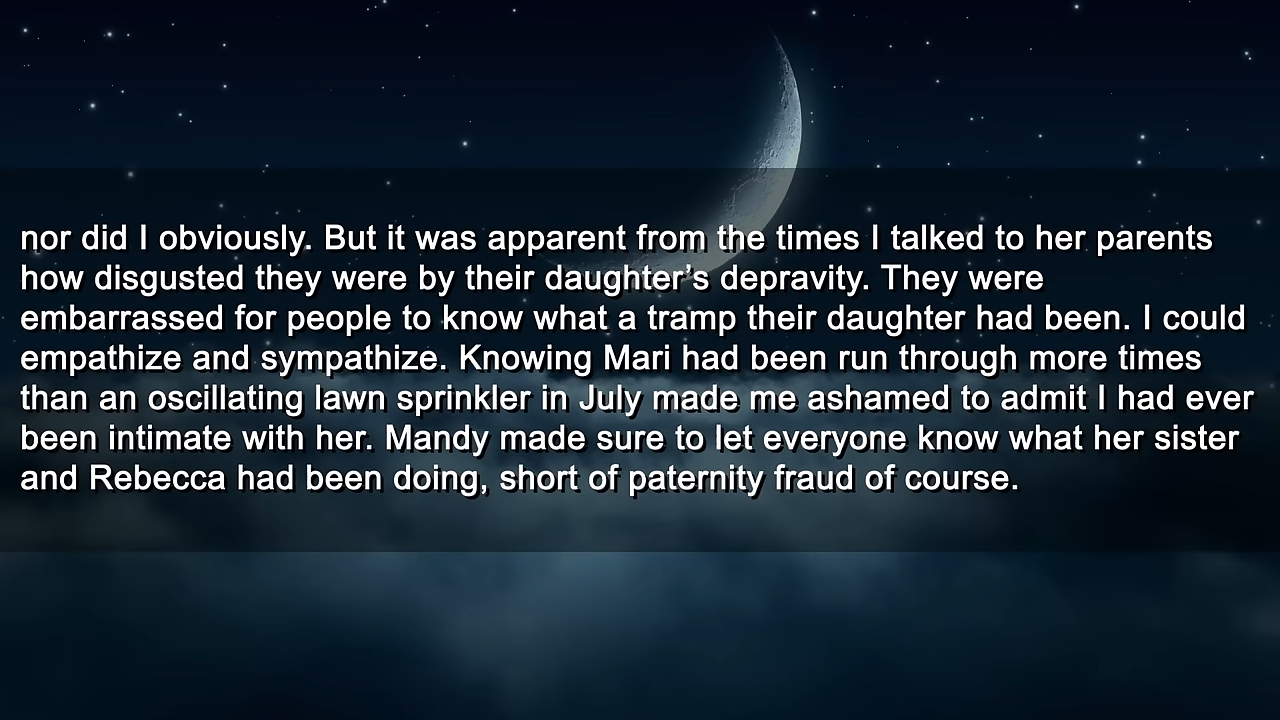 nor did I obviously. But it was apparent from the times I talked to her parents
how disgusted they were by their daughter’s depravity. They were
embarrassed for people to know what a tramp their daughter had been. I could
empathize and sympathize. Knowing Mari had been run through more times
than an oscillating lawn sprinkler in July made me ashamed to admit I had ever
been intimate with her. Mandy made sure to let everyone know what her sister
and Rebecca had been doing, short of paternity fraud of course.